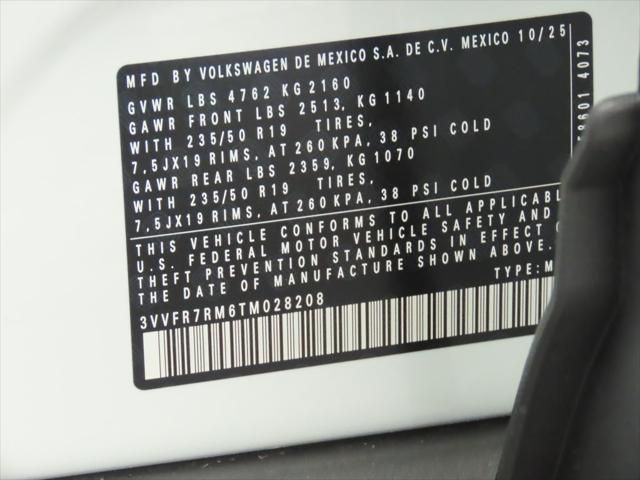 MFD BY VOLKSWAGEN DE MEXICO S.A. DE C.V. MEXICO 10/25
GVWR LBS 4762 KG 2160
GAWR FRONT LBS 2513, KG 1140
WITH 235/50 R19 TIRES,
7,5JX19 RIMS, AT 260 KPA, 38 PSI COLD
GAWR REAR LBS 2359, KG 1070
WITH 235/50 R19 TIRES,
7,5JX19 RIMS, AT 260 KPA, 38 PSI COLD
THIS VEHICLE CONFORMS TO ALL APPLICABL
U.S. FEDERAL MOTOR VEHICLE SAFETY AND
THEFT PREVENTION STANDARDS IN EFFECT O
THE DATE OF MANUFACTURE SHOWN ABOVE.
TYPE:M
3VVFR7RM6TM028208
8601 4073